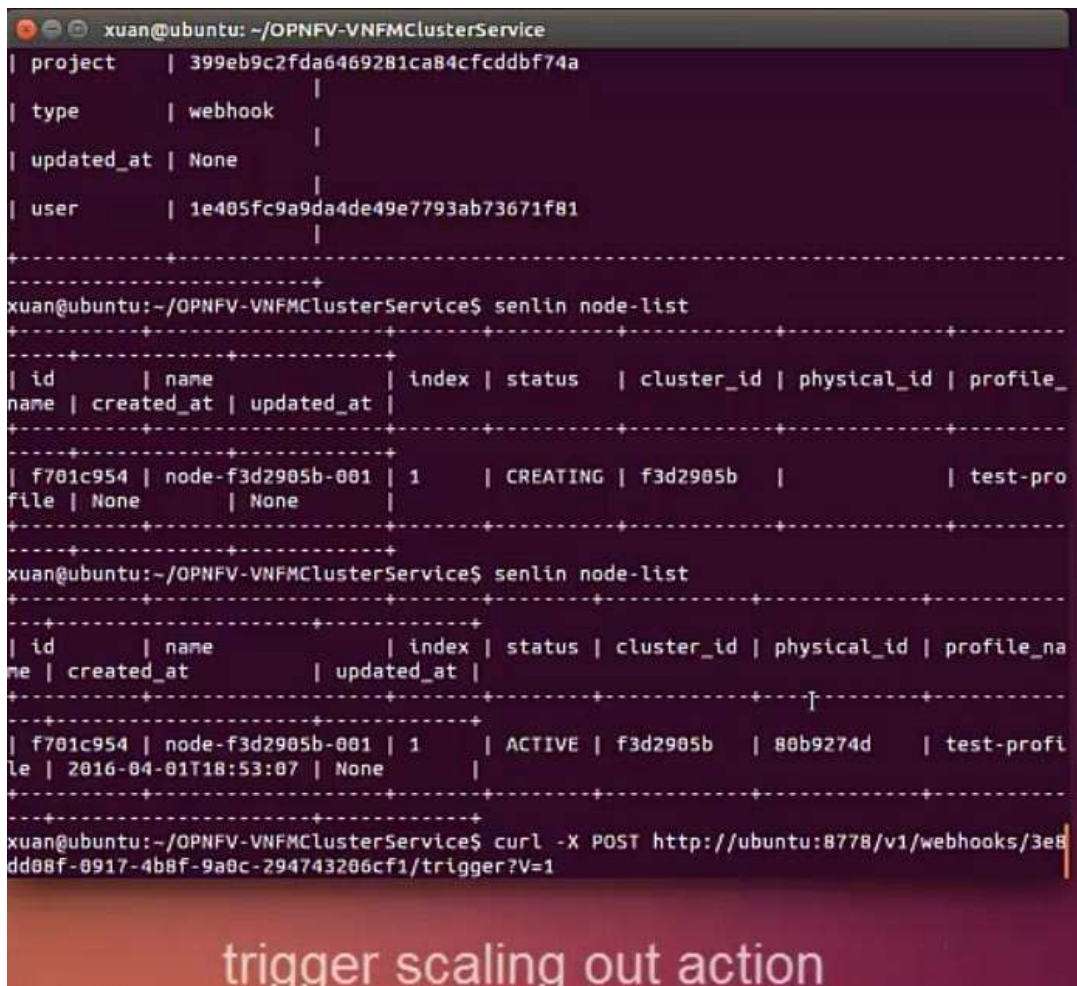 xuan@ubuntu: ~/OPNFV-VNFMClusterService
| project    | 399eb9c2fda6469281ca84cfcddbf74a
|
| type       | webhook
|
| updated_at | None
|
| user       | 1e405fc9a9da4de49e7793ab73671f81
|
+------------+----------------------------------------------------------------
----------------------+
xuan@ubuntu:~/OPNFV-VNFMClusterService$ senlin node-list
+----------+-------------------+-------+----------+------------+-------------+---------
-----+------------+------------+
| id       | name              | index | status   | cluster_id | physical_id | profile_
name | created_at | updated_at |
+----------+-------------------+-------+----------+------------+-------------+---------
-----+------------+------------+
| f701c954 | node-f3d2905b-001 | 1     | CREATING | f3d2905b   |             | test-pro
file | None       | None       |
+----------+-------------------+-------+----------+------------+-------------+---------
-----+------------+------------+
xuan@ubuntu:~/OPNFV-VNFMClusterService$ senlin node-list
+----------+-------------------+-------+--------+------------+-------------+-----------
---+---------------------+------------+
| id       | name              | index | status | cluster_id | physical_id | profile_na
me | created_at          | updated_at |
+----------+-------------------+-------+--------+------------+-------------+-----------
---+---------------------+------------+
| f701c954 | node-f3d2905b-001 | 1     | ACTIVE | f3d2905b   | 80b9274d    | test-profi
le | 2016-04-01T18:53:07 | None       |
+----------+-------------------+-------+--------+------------+-------------+-----------
---+---------------------+------------+
xuan@ubuntu:~/OPNFV-VNFMClusterService$ curl -X POST http://ubuntu:8778/v1/webhooks/3e8
dd08f-0917-4b8f-9a0c-294743206cf1/trigger?V=1
trigger scaling out action